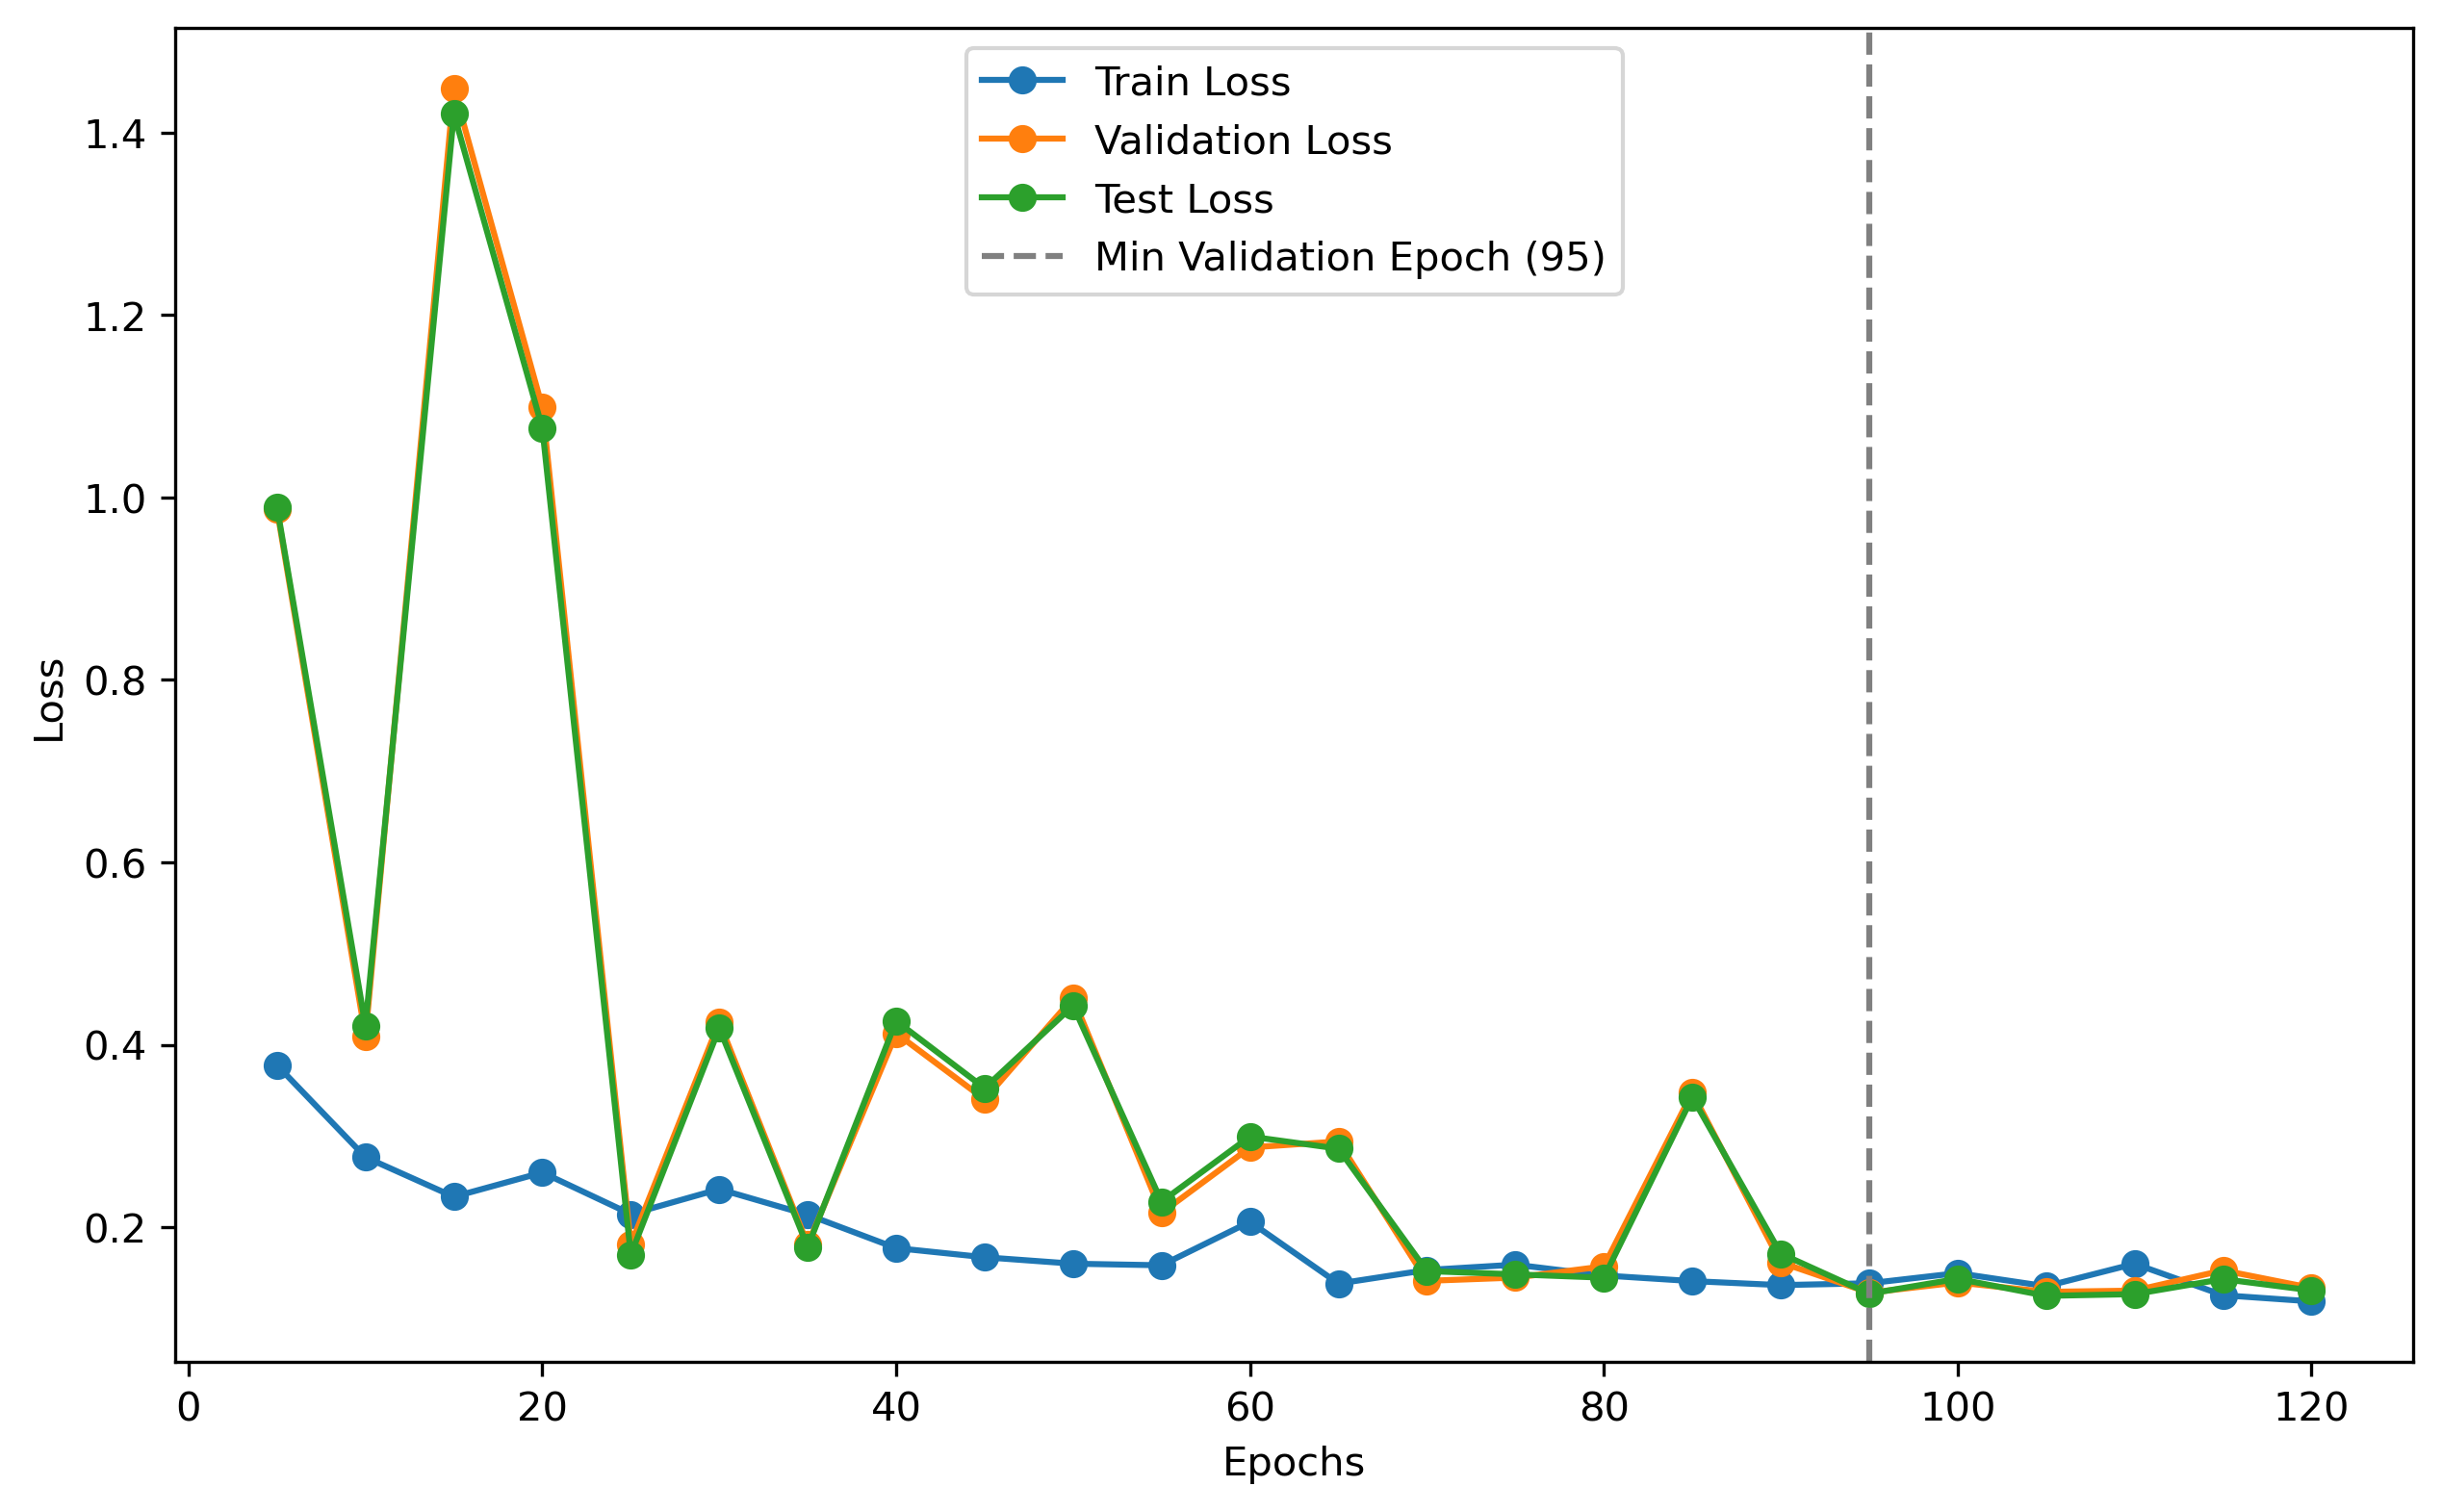 Train Loss
Validation Loss
Test Loss
Min Validation Epoch (95)
1.4
1.2
1.0
0.8
0.6
0.4
0.2
Loss
0 20 40 60 80 100 120
Epochs